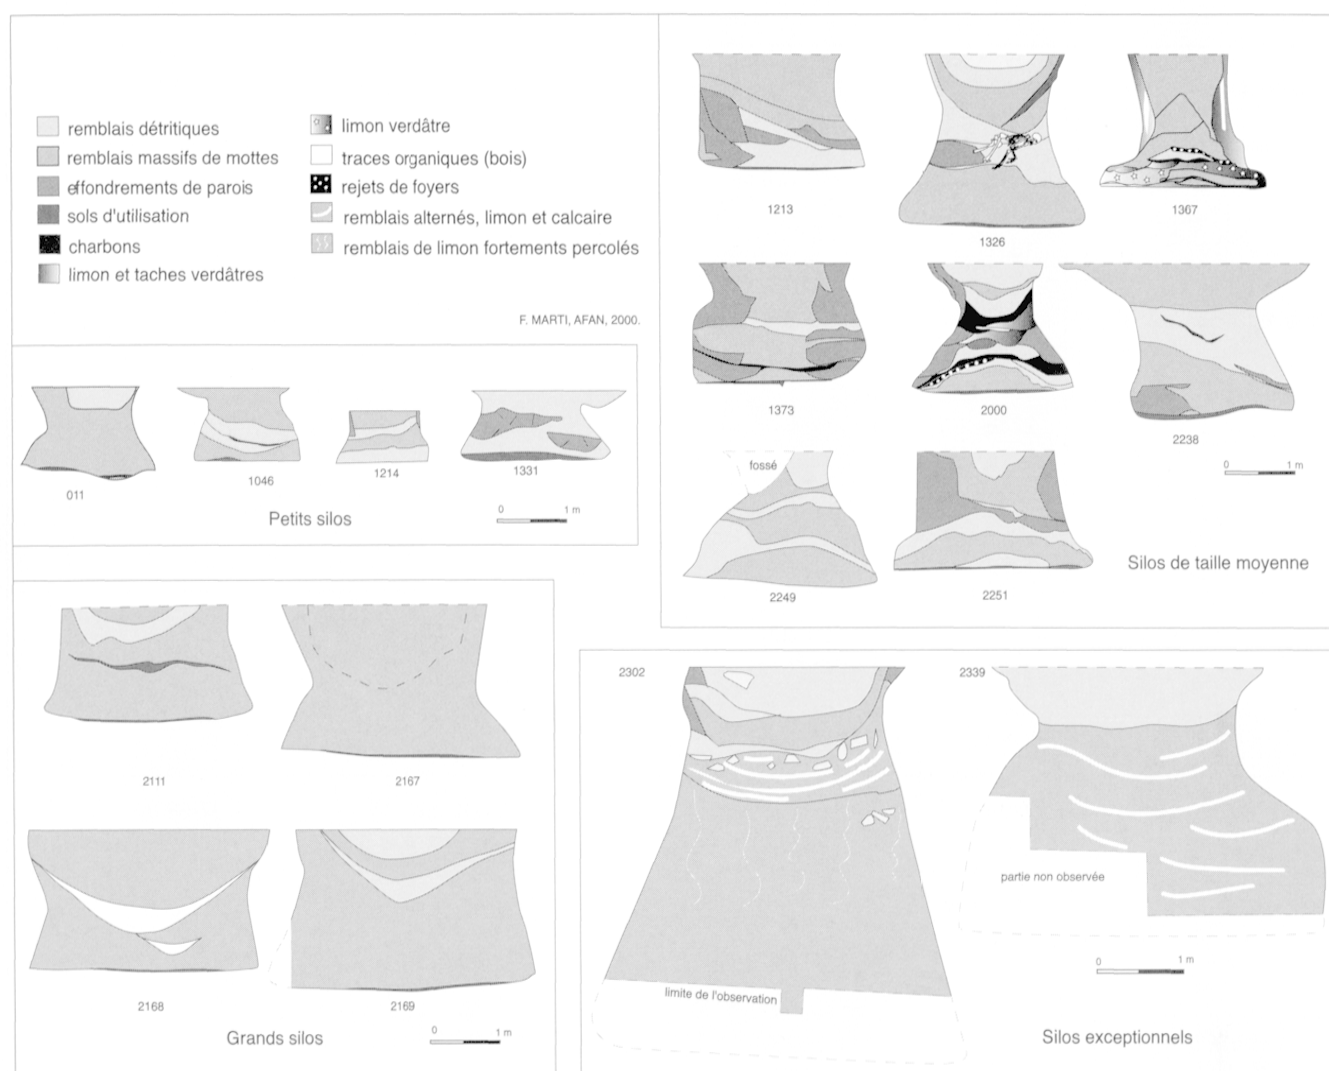 remblais détritiques
remblais massifs de mottes
effondrements de parois
sols d'utilisation
charbons
limon et taches verdâtres
limon verdâtre
traces organiques (bois)
rejets de foyers
remblais alternés, limon et calcaire
remblais de limon fortements percolés
F. MARTI, AFAN, 2000.
011
1046
1214
1331
Petits silos
0 1 m
1213
1326
1367
1373
2000
2238
0 1 m
fossé
2249
2251
Silos de taille moyenne
2111
2167
2168
2169
Grands silos
0 1 m
2302
2339
partie non observée
limite de l'observation
0 1 m
Silos exceptionnels